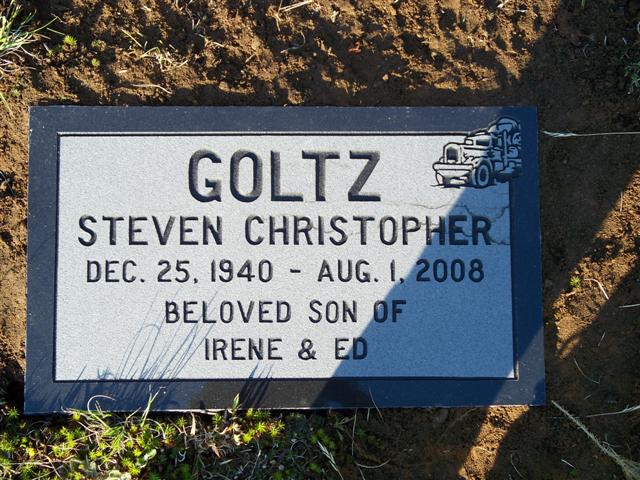 GOLTZ
STEVEN CHRISTOPHER
DEC. 25, 1940 - AUG. 1, 2008
BELOVED SON OF
IRENE & ED